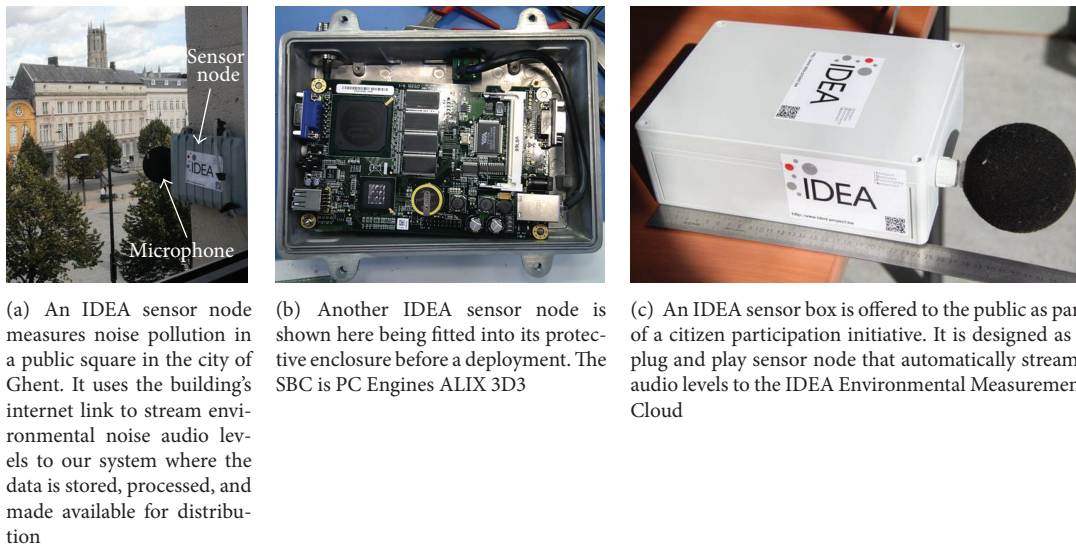 Sensor
node
IDEA
Microphone
IDEA
IDEA
(a) An IDEA sensor node
measures noise pollution in
a public square in the city of
Ghent. It uses the building’s
internet link to stream envi-
ronmental noise audio lev-
els to our system where the
data is stored, processed, and
made available for distribu-
tion
(b) Another IDEA sensor node is
shown here being fitted into its protec-
tive enclosure before a deployment. The
SBC is PC Engines ALIX 3D3
(c) An IDEA sensor box is offered to the public as par
of a citizen participation initiative. It is designed as
plug and play sensor node that automatically stream
audio levels to the IDEA Environmental Measuremen
Cloud